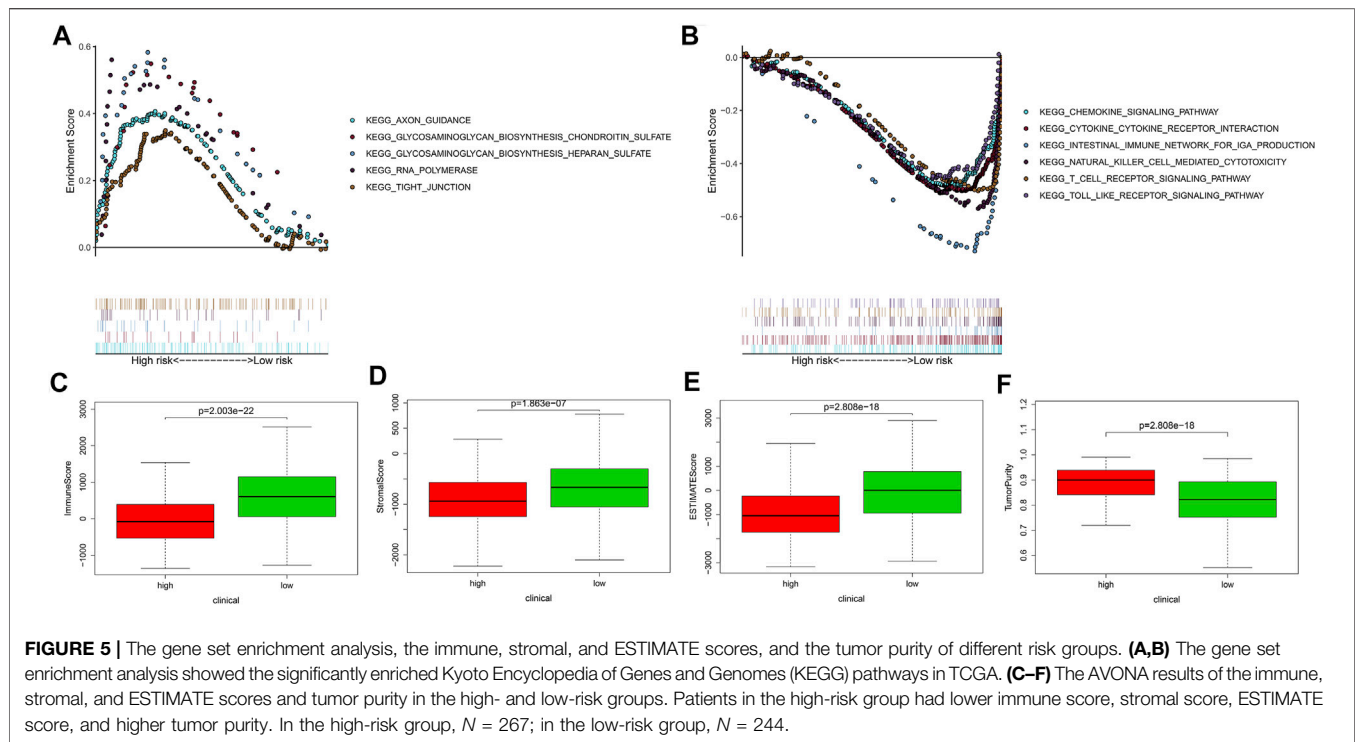 A
Enrichment Score
0.6
0.4
0.2
0.0
KEGG_AXON_GUIDANCE
KEGG_GLYCOSAMINOGLYCAN_BIOSYNTHESIS_CHONDROITIN_SULFATE
KEGG_GLYCOSAMINOGLYCAN_BIOSYNTHESIS_HEPARAN_SULFATE
KEGG_RNA_POLYMERASE
KEGG_TIGHT_JUNCTION
High risk<----------->Low risk
B
Enrichment Score
0.0
−0.2
−0.4
−0.6
KEGG_CHEMOKINE_SIGNALING_PATHWAY
KEGG_CYTOKINE_CYTOKINE_RECEPTOR_INTERACTION
KEGG_INTESTINAL_IMMUNE_NETWORK_FOR_IGA_PRODUCTION
KEGG_NATURAL_KILLER_CELL_MEDIATED_CYTOTOXICITY
KEGG_T_CELL_RECEPTOR_SIGNALING_PATHWAY
KEGG_TOLL_LIKE_RECEPTOR_SIGNALING_PATHWAY
High risk<----------->Low risk
C
p=2.003e−22
ImmuneScore
3000
2000
1000
0
−1000
high
low
clinical
D
p=1.863e−07
StromalScore
1000
500
0
−1000
−2000
high
low
clinical
E
p=2.808e−18
ESTIMATEScore
3000
1000
0
−1000
−3000
high
low
clinical
F
p=2.808e−18
TumorPurity
1.2
1.1
1.0
0.9
0.8
0.7
0.6
high
low
clinical
FIGURE 5 | The gene set enrichment analysis, the immune, stromal, and ESTIMATE scores, and the tumor purity of different risk groups. (A,B) The gene set
enrichment analysis showed the significantly enriched Kyoto Encyclopedia of Genes and Genomes (KEGG) pathways in TCGA. (C–F) The AVONA results of the immune,
stromal, and ESTIMATE scores and tumor purity in the high- and low-risk groups. Patients in the high-risk group had lower immune score, stromal score, ESTIMATE
score, and higher tumor purity. In the high-risk group, N = 267; in the low-risk group, N = 244.